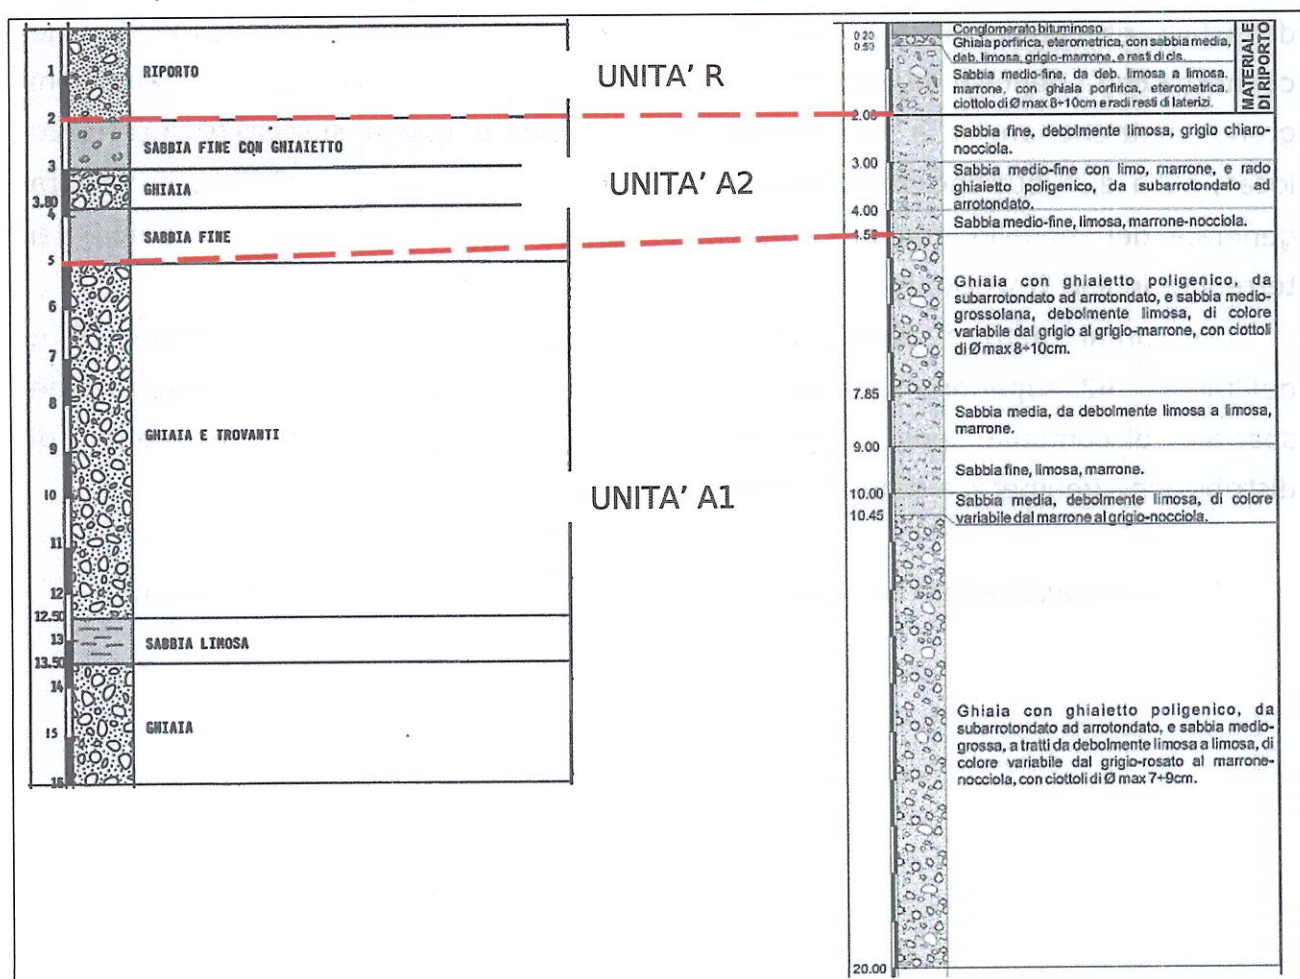 1
RIPORTO
2
SABBIA FINE CON GHIAIETTO
3
GHIAIA
3.80
4
SABBIA FINE
5
6
7
8
GHIAIA E TROVANTI
9
10
11
12
12.50
13
SABBIA LIMOSA
13.50
14
GHIAIA
15
16
UNITA' R
UNITA' A2
UNITA' A1
Conglomerato bituminoso
0.20
Ghiaia porfirica, eterometrica, con sabbia media,
0.50
deb. limosa, grigio-marrone, e resti di cls.
Sabbia medio-fine, da deb. limosa a limosa,
marrone, con ghiaia porfirica, eterometrica,
ciottolo di Ø max 8÷10cm e radi resti di laterizi.
MATERIALE
DI RIPORTO
2.00
Sabbia fine, debolmente limosa, grigio chiaro-
nocciola.
3.00
Sabbia medio-fine con limo, marrone, e rado
ghiaietto poligenico, da subarrotondato ad
arrotondato.
4.00
Sabbia medio-fine, limosa, marrone-nocciola.
4.50
Ghiaia con ghiaietto poligenico, da
subarrotondato ad arrotondato, e sabbia medio-
grossolana, debolmente limosa, di colore
variabile dal grigio al grigio-marrone, con ciottoli
di Ø max 8÷10cm.
7.85
Sabbia media, da debolmente limosa a limosa,
marrone.
9.00
Sabbia fine, limosa, marrone.
10.00
Sabbia media, debolmente limosa, di colore
10.45
variabile dal marrone al grigio-nocciola.
Ghiaia con ghiaietto poligenico, da
subarrotondato ad arrotondato, e sabbia medio-
grossa, a tratti da debolmente limosa a limosa, di
colore variabile dal grigio-rosato al marrone-
nocciola, con ciottoli di Ø max 7÷9cm.
20.00